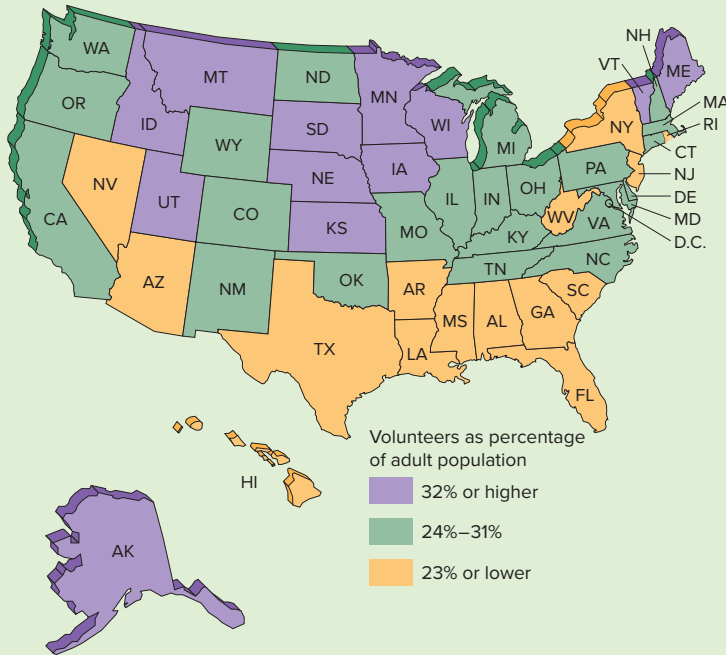 NH
WA
VT
ME
MT
ND
MN
OR
MA
ID
SD
WI
NY
RI
WY
MI
CT
IA
PA
NJ
NE
NV
OH
IL
IN
DE
UT
WV
MD
CA
CO
VA
KS
MO
KY
D.C.
NC
TN
AZ
OK
NM
AR
SC
MS
AL
GA
TX
LA
FL
Volunteers as percentage
of adult population
HI
32% or higher
24%–31%
AK
23% or lower